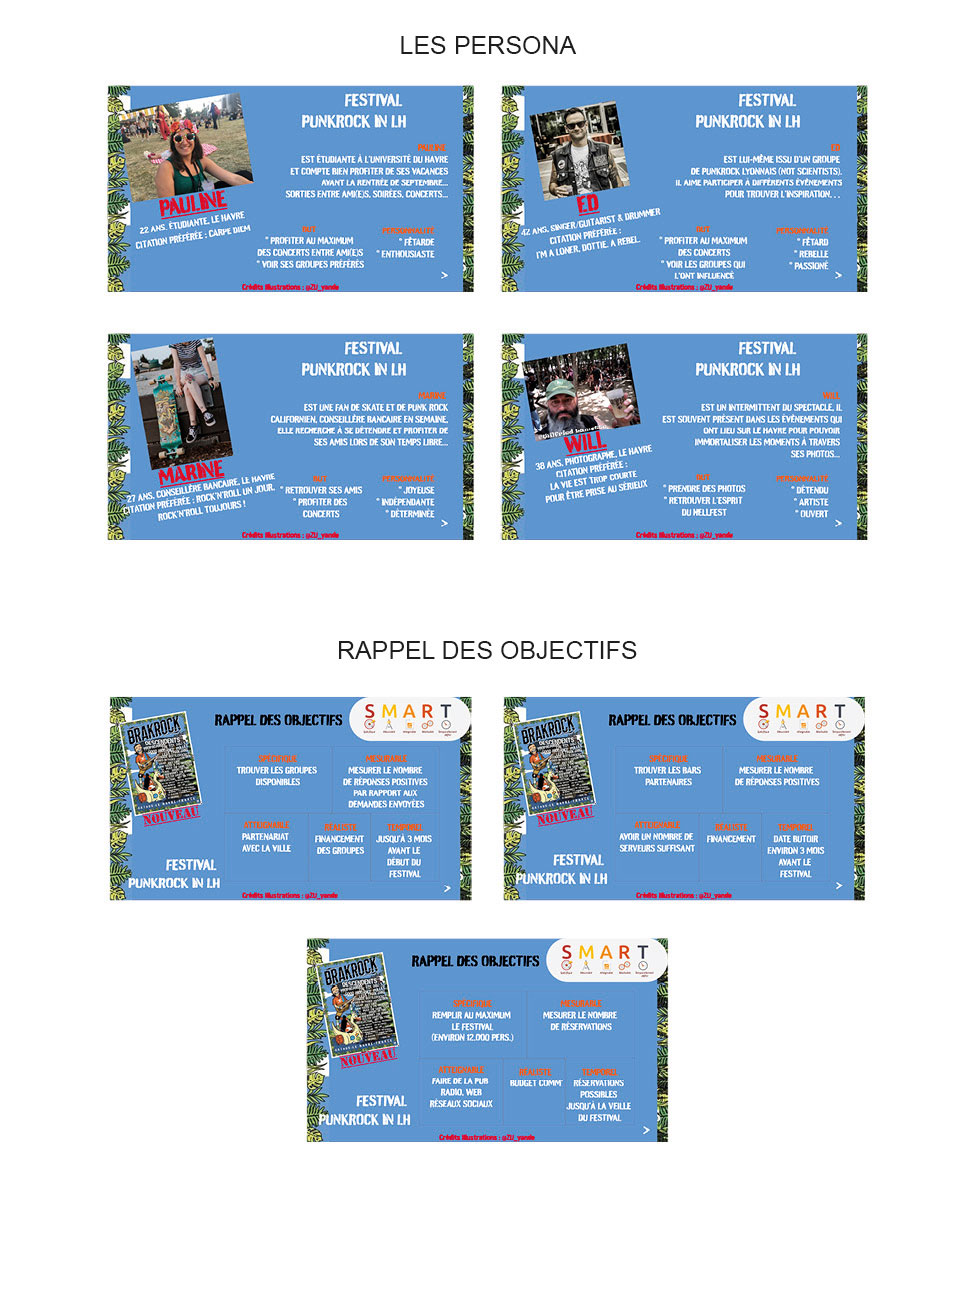 LES PERSONA
FESTIVAL
PUNKROCK IN LH
PAULINE
EST ÉTUDIANTE À L'UNIVERSITÉ DU HAVRE
ET COMPTE BIEN PROFITER DE SES VACANCES
AVANT LA RENTRÉE DE SEPTEMBRE...
SORTIES ENTRE AMI(E)S, SOIRÉES, CONCERTS...
PAULINE
22 ANS, ÉTUDIANTE, LE HAVRE
CITATION PRÉFÉRÉE : CARPE DIEM
BUT
* PROFITER AU MAXIMUM
DES CONCERTS ENTRE AMI(E)S
* VOIR SES GROUPES PRÉFÉRÉS
PERSONNALITÉ
* FÊTARDE
* ENTHOUSIASTE
>
Crédits Illustrations : @ZU_yande
FESTIVAL
PUNKROCK IN LH
ED
EST LUI-MÊME ISSU D'UN GROUPE
DE PUNKROCK LYONNAIS (NOT SCIENTISTS).
IL AIME PARTICIPER À DIFFÉRENTS ÉVÉNEMENTS
POUR TROUVER L'INSPIRATION. . .
ED
42 ANS, SINGER/GUITARIST & DRUMMER
CITATION PRÉFÉRÉE :
I'M A LONER, DOTTIE. A REBEL.
BUT
* PROFITER AU MAXIMUM
DES CONCERTS
* VOIR LES GROUPES QUI
L'ONT INFLUENCÉ
PERSONNALITÉ
* FÊTARD
* REBELLE
* PASSIONÉ
>
Crédits Illustrations : @ZU_yande
FESTIVAL
PUNKROCK IN LH
MARINE
EST UNE FAN DE SKATE ET DE PUNK ROCK
CALIFORNIEN, CONSEILLÈRE BANCAIRE EN SEMAINE,
ELLE RECHERCHE À SE DÉTENDRE ET PROFITER DE
SES AMIS LORS DE SON TEMPS LIBRE...
MARINE
27 ANS, CONSEILLÈRE BANCAIRE, LE HAVRE
CITATION PRÉFÉRÉE : ROCK'N'ROLL UN JOUR,
ROCK'N'ROLL TOUJOURS !
BUT
* RETROUVER SES AMIS
* PROFITER DES
CONCERTS
PERSONNALITÉ
* JOYEUSE
* INDÉPENDANTE
* DÉTERMINÉE
>
Crédits Illustrations : @ZU_yande
FESTIVAL
PUNKROCK IN LH
WILL
EST UN INTERMITTENT DU SPECTACLE, IL
EST SOUVENT PRÉSENT DANS LES ÉVÉNEMENTS QUI
ONT LIEU SUR LE HAVRE POUR POUVOIR
IMMORTALISER LES MOMENTS À TRAVERS
SES PHOTOS...
WILL
38 ANS, PHOTOGRAPHE, LE HAVRE
CITATION PRÉFÉRÉE :
LA VIE EST TROP COURTE
POUR ÊTRE PRISE AU SÉRIEUX
BUT
* PRENDRE DES PHOTOS
* RETROUVER L'ESPRIT
DU HELLFEST
PERSONNALITÉ
* DÉTENDU
* ARTISTE
* OUVERT
>
Crédits Illustrations : @ZU_yande
RAPPEL DES OBJECTIFS
RAPPEL DES OBJECTIFS
SMART
BRAKROCK
DESCENDENTS
NOUVEAU
SPÉCIFIQUE
TROUVER LES GROUPES
DISPONIBLES
MESURABLE
MESURER LE NOMBRE
DE RÉPONSES POSITIVES
PAR RAPPORT AUX
DEMANDES ENVOYÉES
ATTEIGNABLE
PARTENARIAT
AVEC LA VILLE
RÉALISTE
FINANCEMENT
DES GROUPES
TEMPOREL
JUSQU'À 3 MOIS
AVANT LE
DÉBUT DU
FESTIVAL
FESTIVAL
PUNKROCK IN LH
>
Crédits Illustrations : @ZU_yande
RAPPEL DES OBJECTIFS
SMART
BRAKROCK
DESCENDENTS
NOUVEAU
SPÉCIFIQUE
TROUVER LES BARS
PARTENAIRES
MESURABLE
MESURER LE NOMBRE
DE RÉPONSES POSITIVES
ATTEIGNABLE
AVOIR UN NOMBRE DE
SERVEURS SUFFISANT
RÉALISTE
FINANCEMENT
TEMPOREL
DATE BUTOIR
ENVIRON 3 MOIS
AVANT LE
FESTIVAL
FESTIVAL
PUNKROCK IN LH
>
Crédits Illustrations : @ZU_yande
RAPPEL DES OBJECTIFS
SMART
BRAKROCK
DESCENDENTS
NOUVEAU
SPÉCIFIQUE
REMPLIR AU MAXIMUM
LE FESTIVAL
(ENVIRON 12.000 PERS.)
MESURABLE
MESURER LE NOMBRE
DE RÉSERVATIONS
ATTEIGNABLE
FAIRE DE LA PUB
RADIO, WEB
RÉSEAUX SOCIAUX
RÉALISTE
BUDGET COMM'
TEMPOREL
RÉSERVATIONS
POSSIBLES
JUSQU'À LA VEILLE
DU FESTIVAL
FESTIVAL
PUNKROCK IN LH
>
Crédits Illustrations : @ZU_yande